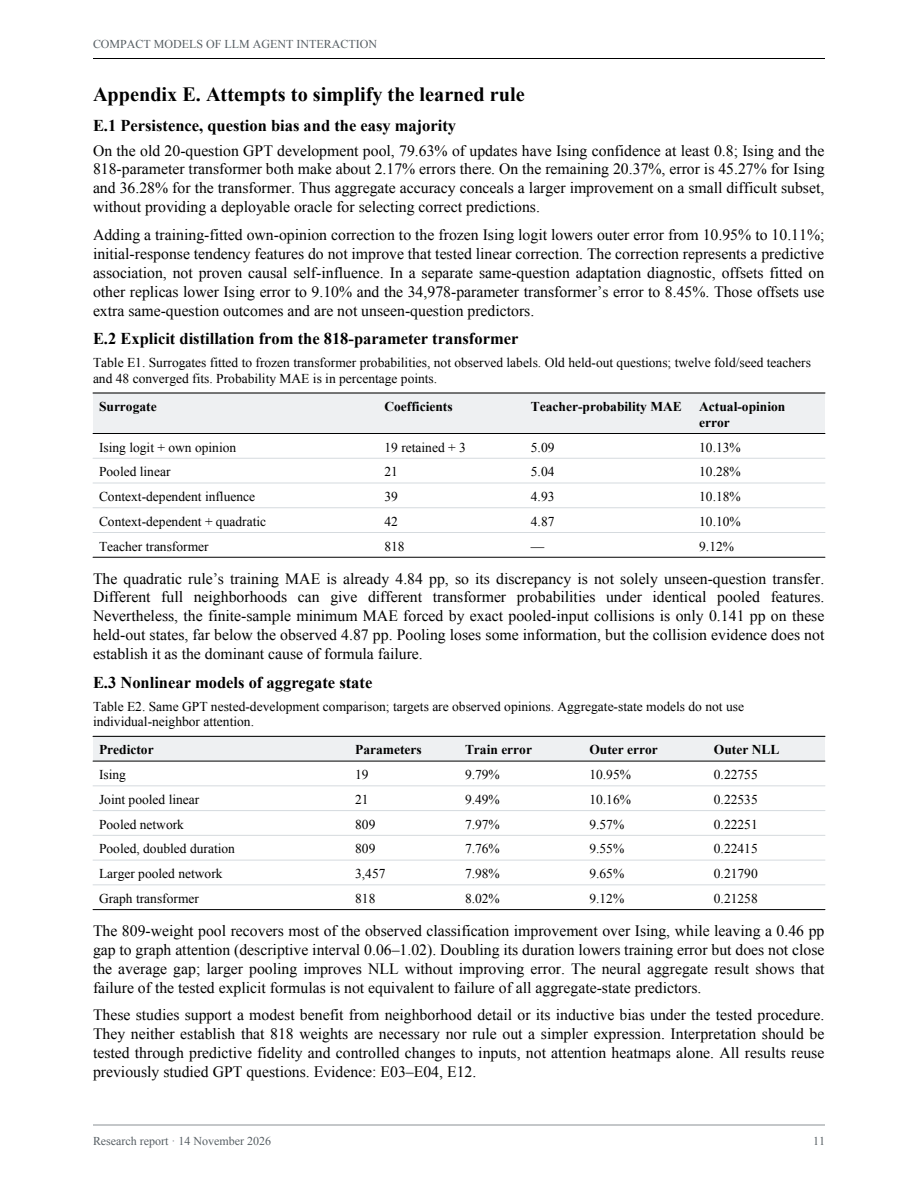 COMPACT MODELS OF LLM AGENT INTERACTION
Appendix E. Attempts to simplify the learned rule
E.1 Persistence, question bias and the easy majority
On the old 20-question GPT development pool, 79.63% of updates have Ising confidence at least 0.8; Ising and the
818-parameter transformer both make about 2.17% errors there. On the remaining 20.37%, error is 45.27% for Ising
and 36.28% for the transformer. Thus aggregate accuracy conceals a larger improvement on a small difficult subset,
without providing a deployable oracle for selecting correct predictions.
Adding a training-fitted own-opinion correction to the frozen Ising logit lowers outer error from 10.95% to 10.11%;
initial-response tendency features do not improve that tested linear correction. The correction represents a predictive
association, not proven causal self-influence. In a separate same-question adaptation diagnostic, offsets fitted on
other replicas lower Ising error to 9.10% and the 34,978-parameter transformer’s error to 8.45%. Those offsets use
extra same-question outcomes and are not unseen-question predictors.
E.2 Explicit distillation from the 818-parameter transformer
Table E1. Surrogates fitted to frozen transformer probabilities, not observed labels. Old held-out questions; twelve fold/seed teachers
and 48 converged fits. Probability MAE is in percentage points.
Surrogate Coefficients Teacher-probability MAE Actual-opinion
error
Ising logit + own opinion 19 retained + 3 5.09 10.13%
Pooled linear 21 5.04 10.28%
Context-dependent influence 39 4.93 10.18%
Context-dependent + quadratic 42 4.87 10.10%
Teacher transformer 818 — 9.12%
The quadratic rule’s training MAE is already 4.84 pp, so its discrepancy is not solely unseen-question transfer.
Different full neighborhoods can give different transformer probabilities under identical pooled features.
Nevertheless, the finite-sample minimum MAE forced by exact pooled-input collisions is only 0.141 pp on these
held-out states, far below the observed 4.87 pp. Pooling loses some information, but the collision evidence does not
establish it as the dominant cause of formula failure.
E.3 Nonlinear models of aggregate state
Table E2. Same GPT nested-development comparison; targets are observed opinions. Aggregate-state models do not use
individual-neighbor attention.
Predictor Parameters Train error Outer error Outer NLL
Ising 19 9.79% 10.95% 0.22755
Joint pooled linear 21 9.49% 10.16% 0.22535
Pooled network 809 7.97% 9.57% 0.22251
Pooled, doubled duration 809 7.76% 9.55% 0.22415
Larger pooled network 3,457 7.98% 9.65% 0.21790
Graph transformer 818 8.02% 9.12% 0.21258
The 809-weight pool recovers most of the observed classification improvement over Ising, while leaving a 0.46 pp
gap to graph attention (descriptive interval 0.06–1.02). Doubling its duration lowers training error but does not close
the average gap; larger pooling improves NLL without improving error. The neural aggregate result shows that
failure of the tested explicit formulas is not equivalent to failure of all aggregate-state predictors.
These studies support a modest benefit from neighborhood detail or its inductive bias under the tested procedure.
They neither establish that 818 weights are necessary nor rule out a simpler expression. Interpretation should be
tested through predictive fidelity and controlled changes to inputs, not attention heatmaps alone. All results reuse
previously studied GPT questions. Evidence: E03–E04, E12.
Research report · 14 November 2026 11